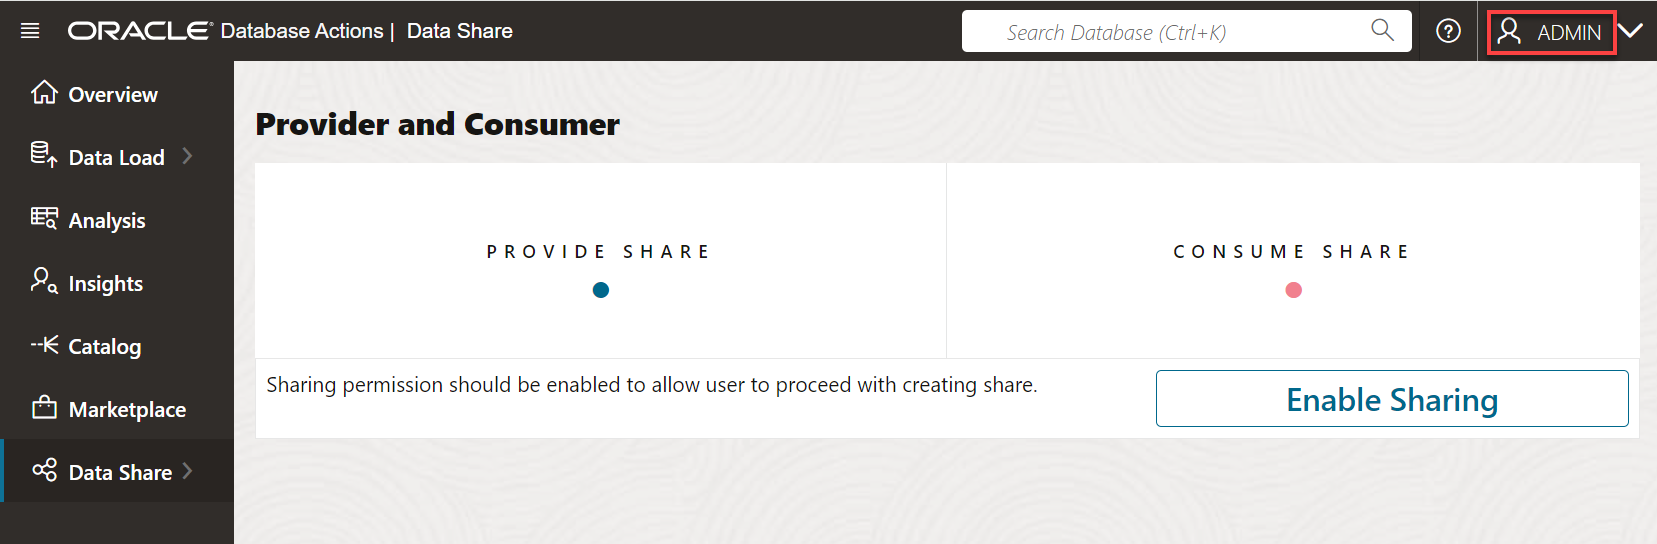 ORACLE Database Actions | Data Share
Search Database (Ctrl+K)
ADMIN
Overview
Data Load
Analysis
Insights
Catalog
Marketplace
Data Share
Provider and Consumer
PROVIDE SHARE
CONSUME SHARE
Sharing permission should be enabled to allow user to proceed with creating share.
Enable Sharing